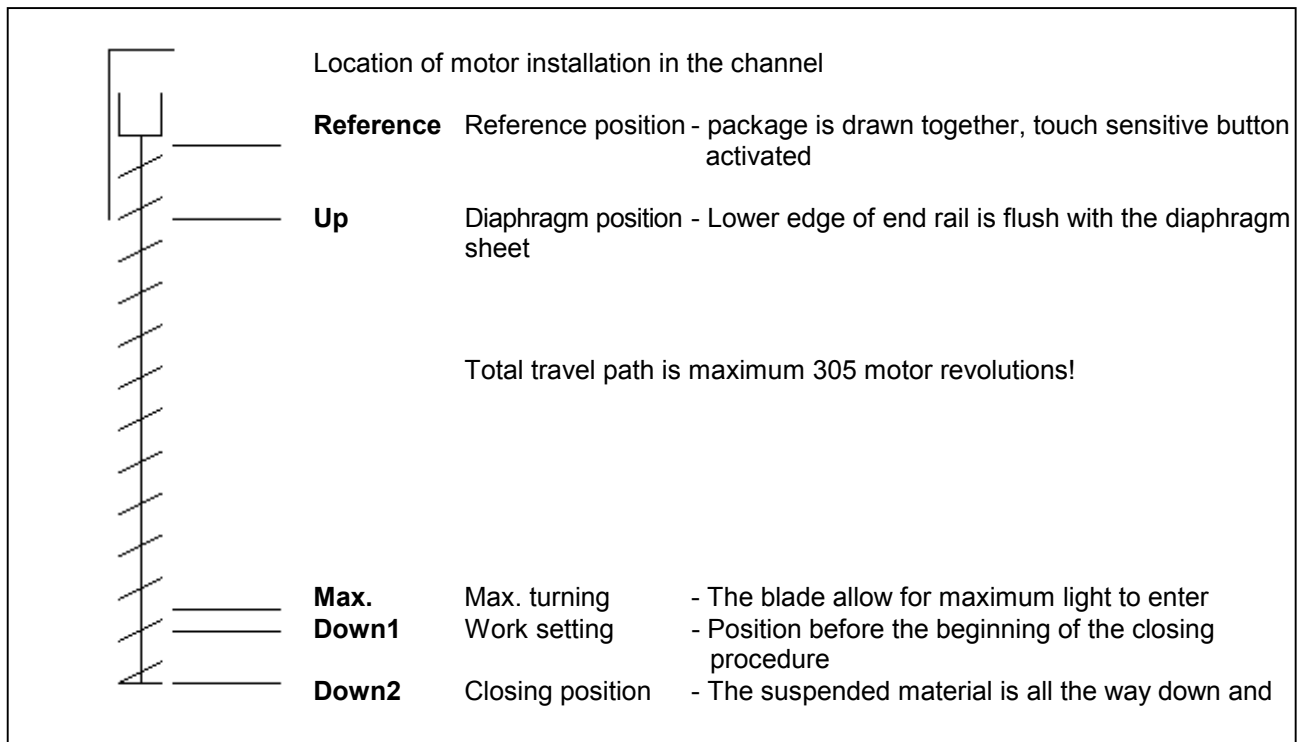 Location of motor installation in the channel
Reference Reference position - package is drawn together, touch sensitive button
activated
Up Diaphragm position - Lower edge of end rail is flush with the diaphragm
sheet
Total travel path is maximum 305 motor revolutions!
Max. Max. turning - The blade allow for maximum light to enter
Down1 Work setting - Position before the beginning of the closing
procedure
Down2 Closing position - The suspended material is all the way down and